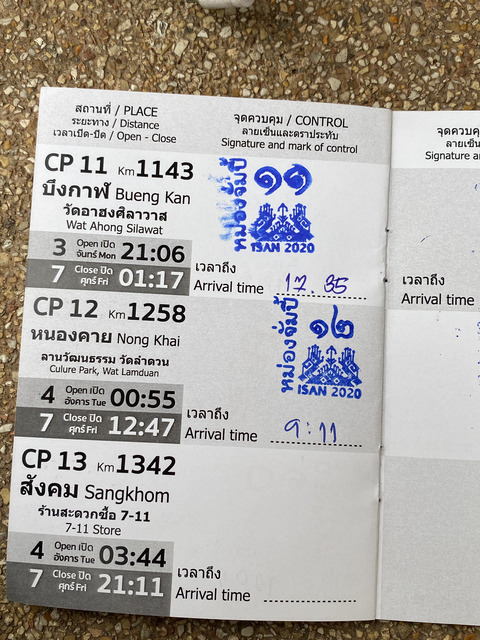 สถานที่ / PLACE
ระยะทาง / Distance
เวลาเปิด-ปิด / Open - Close
จุดควบคุม / CONTROL
ลายเซ็นและตราประทับ
Signature and mark of control
CP 11 Km 1143
บึงกาฬ Bueng Kan
วัดอาฮงศิลาวาส
Wat Ahong Silawat
3 Open เปิด จันทร์ Mon 21:06
7 Close ปิด ศุกร์ Fri 01:17
หม่องจั้มปึ๊
๑๑
ISAN 2020
เวลาถึง
Arrival time 17.35
CP 12 Km 1258
หนองคาย Nong Khai
ลานวัฒนธรรม วัดลำดวน
Culure Park, Wat Lamduan
4 Open เปิด อังคาร Tue 00:55
7 Close ปิด ศุกร์ Fri 12:47
หม่องจั้มปึ๊
๑๒
ISAN 2020
เวลาถึง
Arrival time 9:11
CP 13 Km 1342
สังคม Sangkhom
ร้านสะดวกซื้อ 7-11
7-11 Store
4 Open เปิด อังคาร Tue 03:44
7 Close ปิด ศุกร์ Fri 21:11
เวลาถึง
Arrival time
เวลาถึง
Arrival time